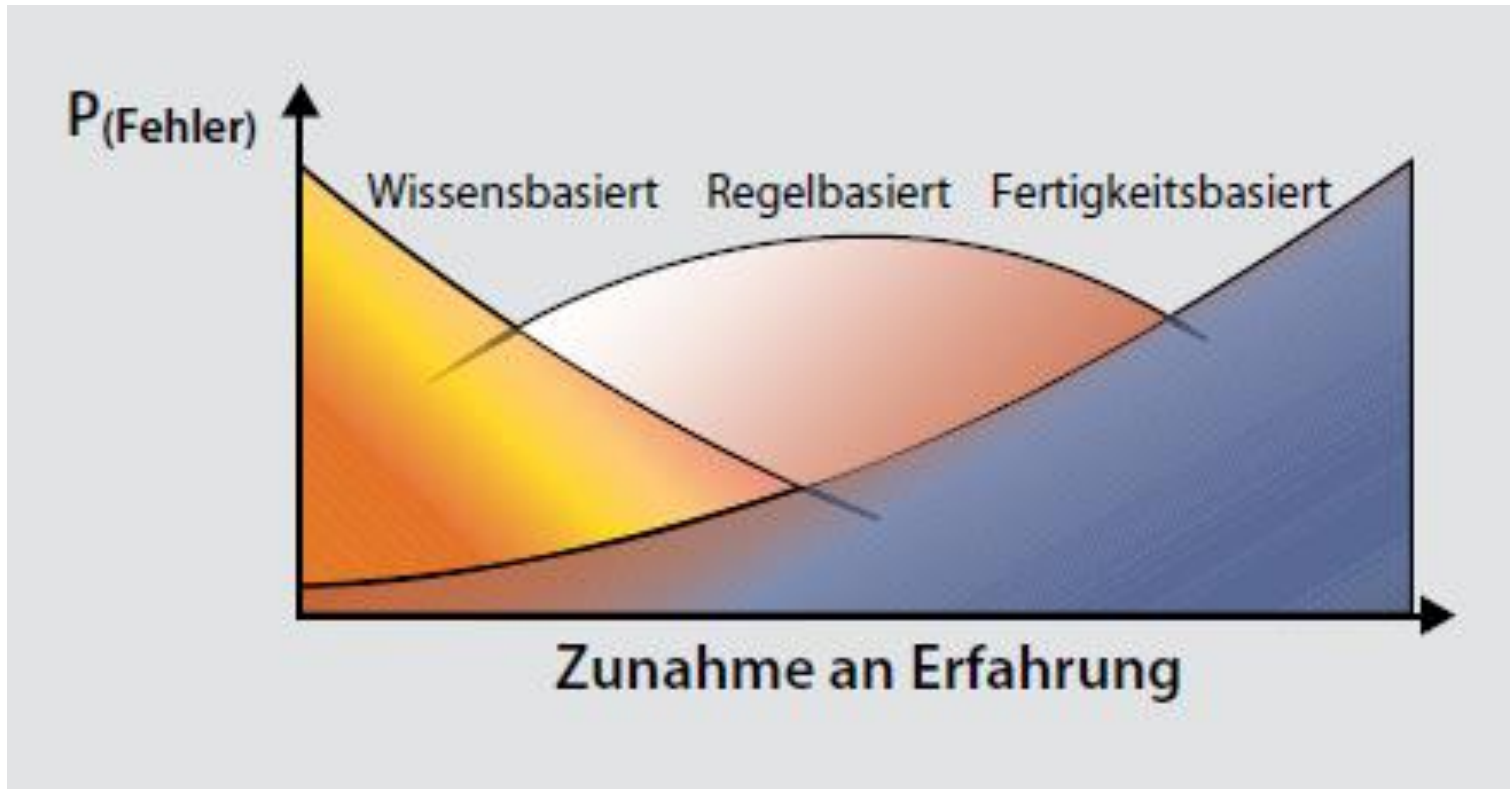 P(Fehler)
Wissensbasiert Regelbasiert Fertigkeitsbasiert
Zunahme an Erfahrung